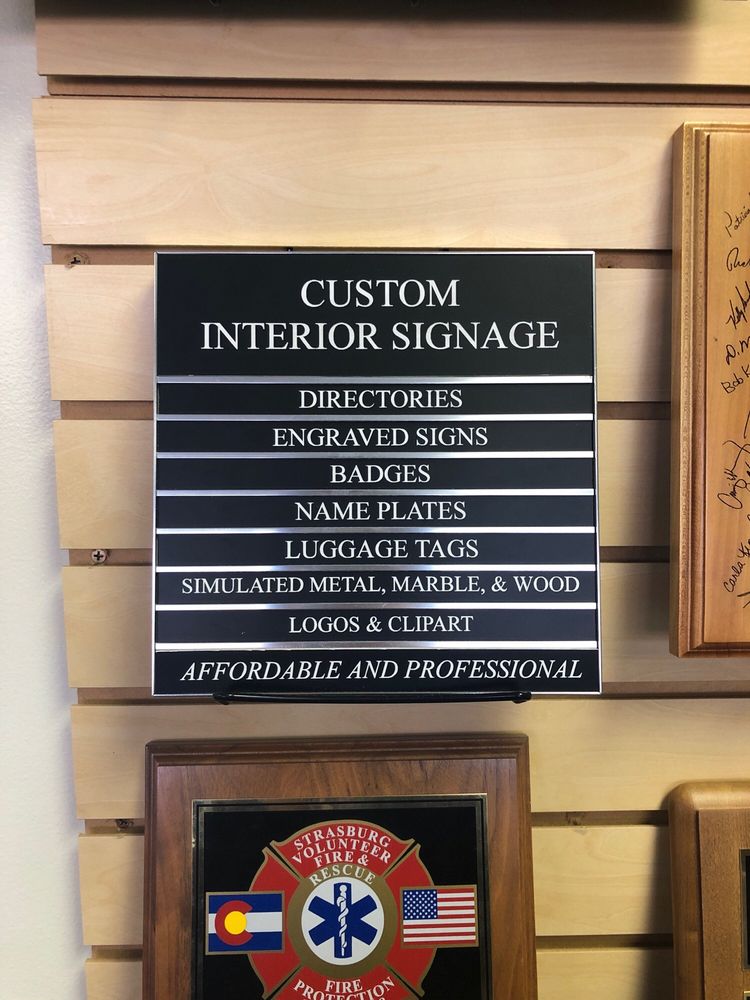 CUSTOM
INTERIOR SIGNAGE
DIRECTORIES
ENGRAVED SIGNS
BADGES
NAME PLATES
LUGGAGE TAGS
SIMULATED METAL, MARBLE, & WOOD
LOGOS & CLIPART
AFFORDABLE AND PROFESSIONAL
STRASBURG
VOLUNTEER
FIRE &
RESCUE
FIRE
PROTECTION